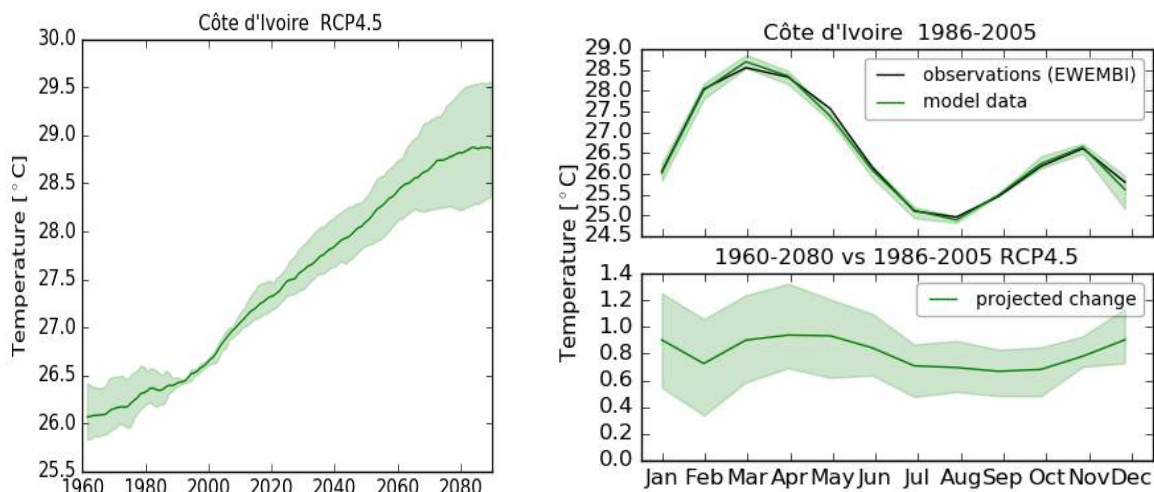 Côte d'Ivoire RCP4.5
Temperature [°C]
30.0
29.5
29.0
28.5
28.0
27.5
27.0
26.5
26.0
25.5
1960 1980 2000 2020 2040 2060 2080
Côte d'Ivoire 1986-2005
Temperature [°C]
29.0
28.5
28.0
27.5
27.0
26.5
26.0
25.5
25.0
24.5
observations (EWEMBI)
model data
1960-2080 vs 1986-2005 RCP4.5
1.4
1.2
1.0
0.8
0.6
0.4
0.2
0.0
projected change
Jan Feb Mar Apr May Jun Jul Aug Sep Oct Nov Dec